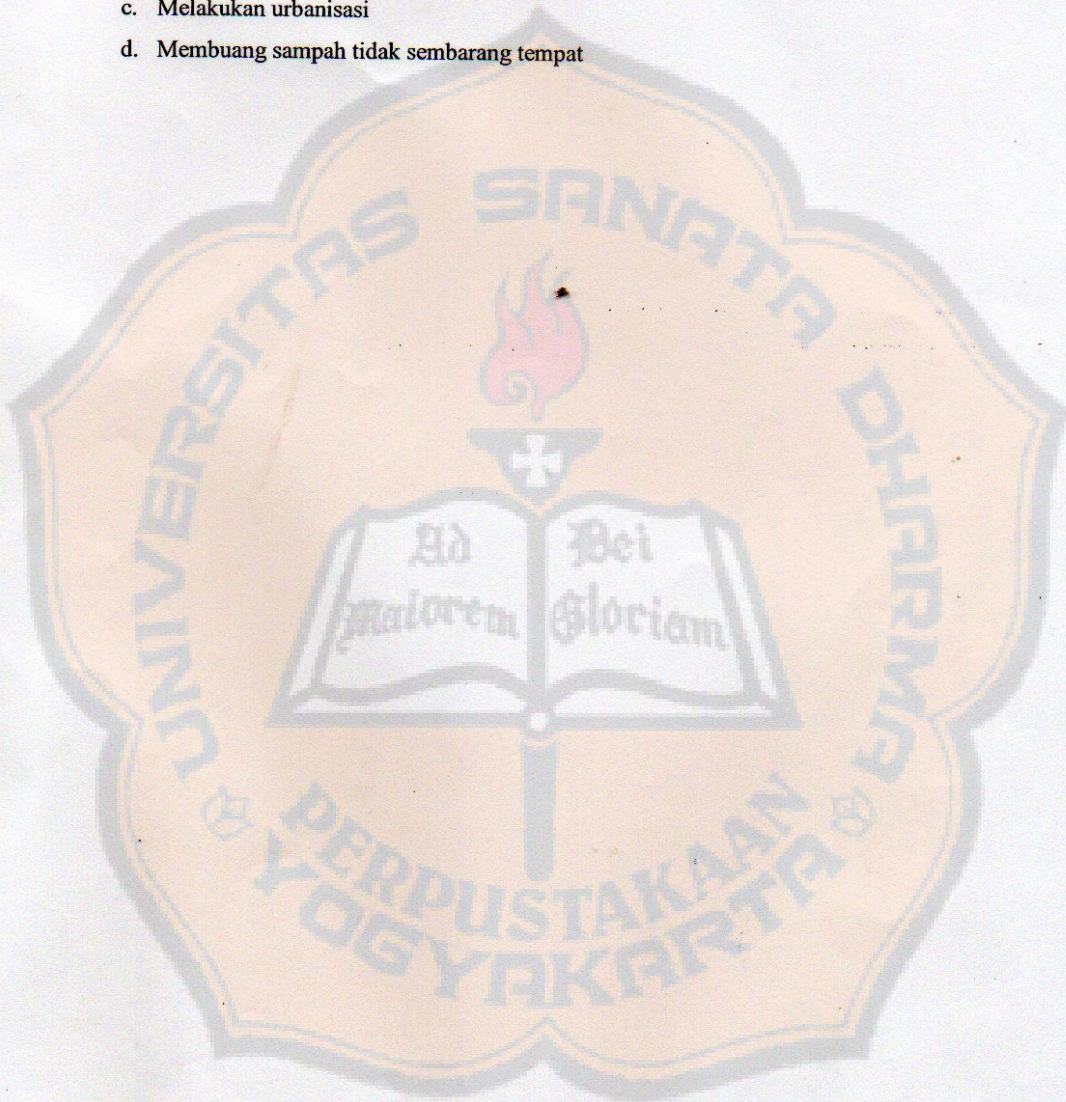 c. Melakukan urbanisasi
d. Membuang sampah tidak sembarang tempat
UNIVERSITAS SANATA DHARMA
Ad Dei
Maiorem Gloriam
PERPUSTAKAAN
YOGYAKARTA